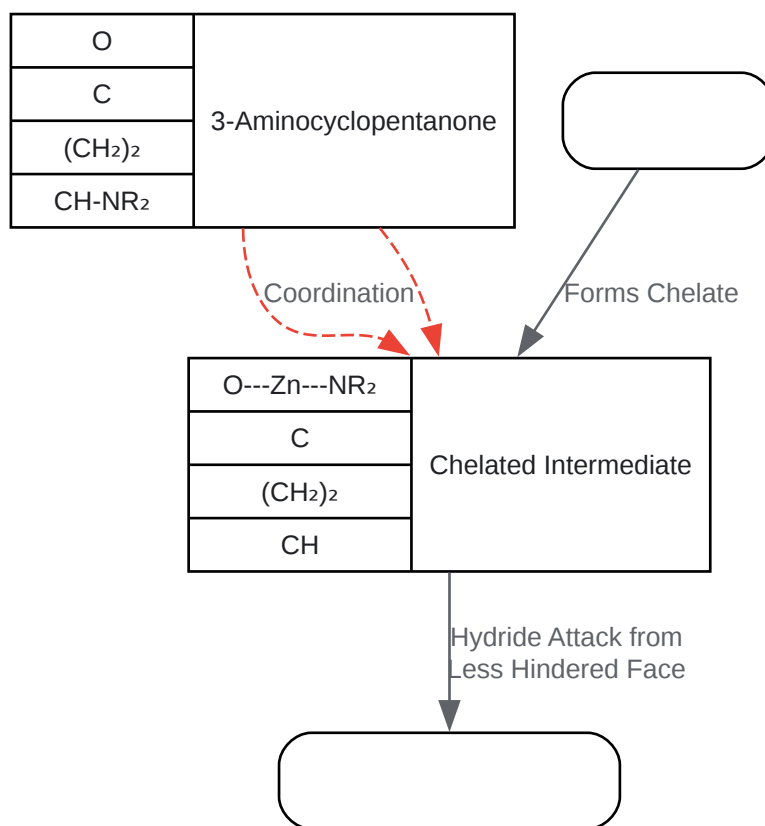 O
C
(CH₂)₂
CH-NR₂
3-Aminocyclopentanone
Coordination
Forms Chelate
O---Zn---NR₂
C
(CH₂)₂
CH
Chelated Intermediate
Hydride Attack from
Less Hindered Face